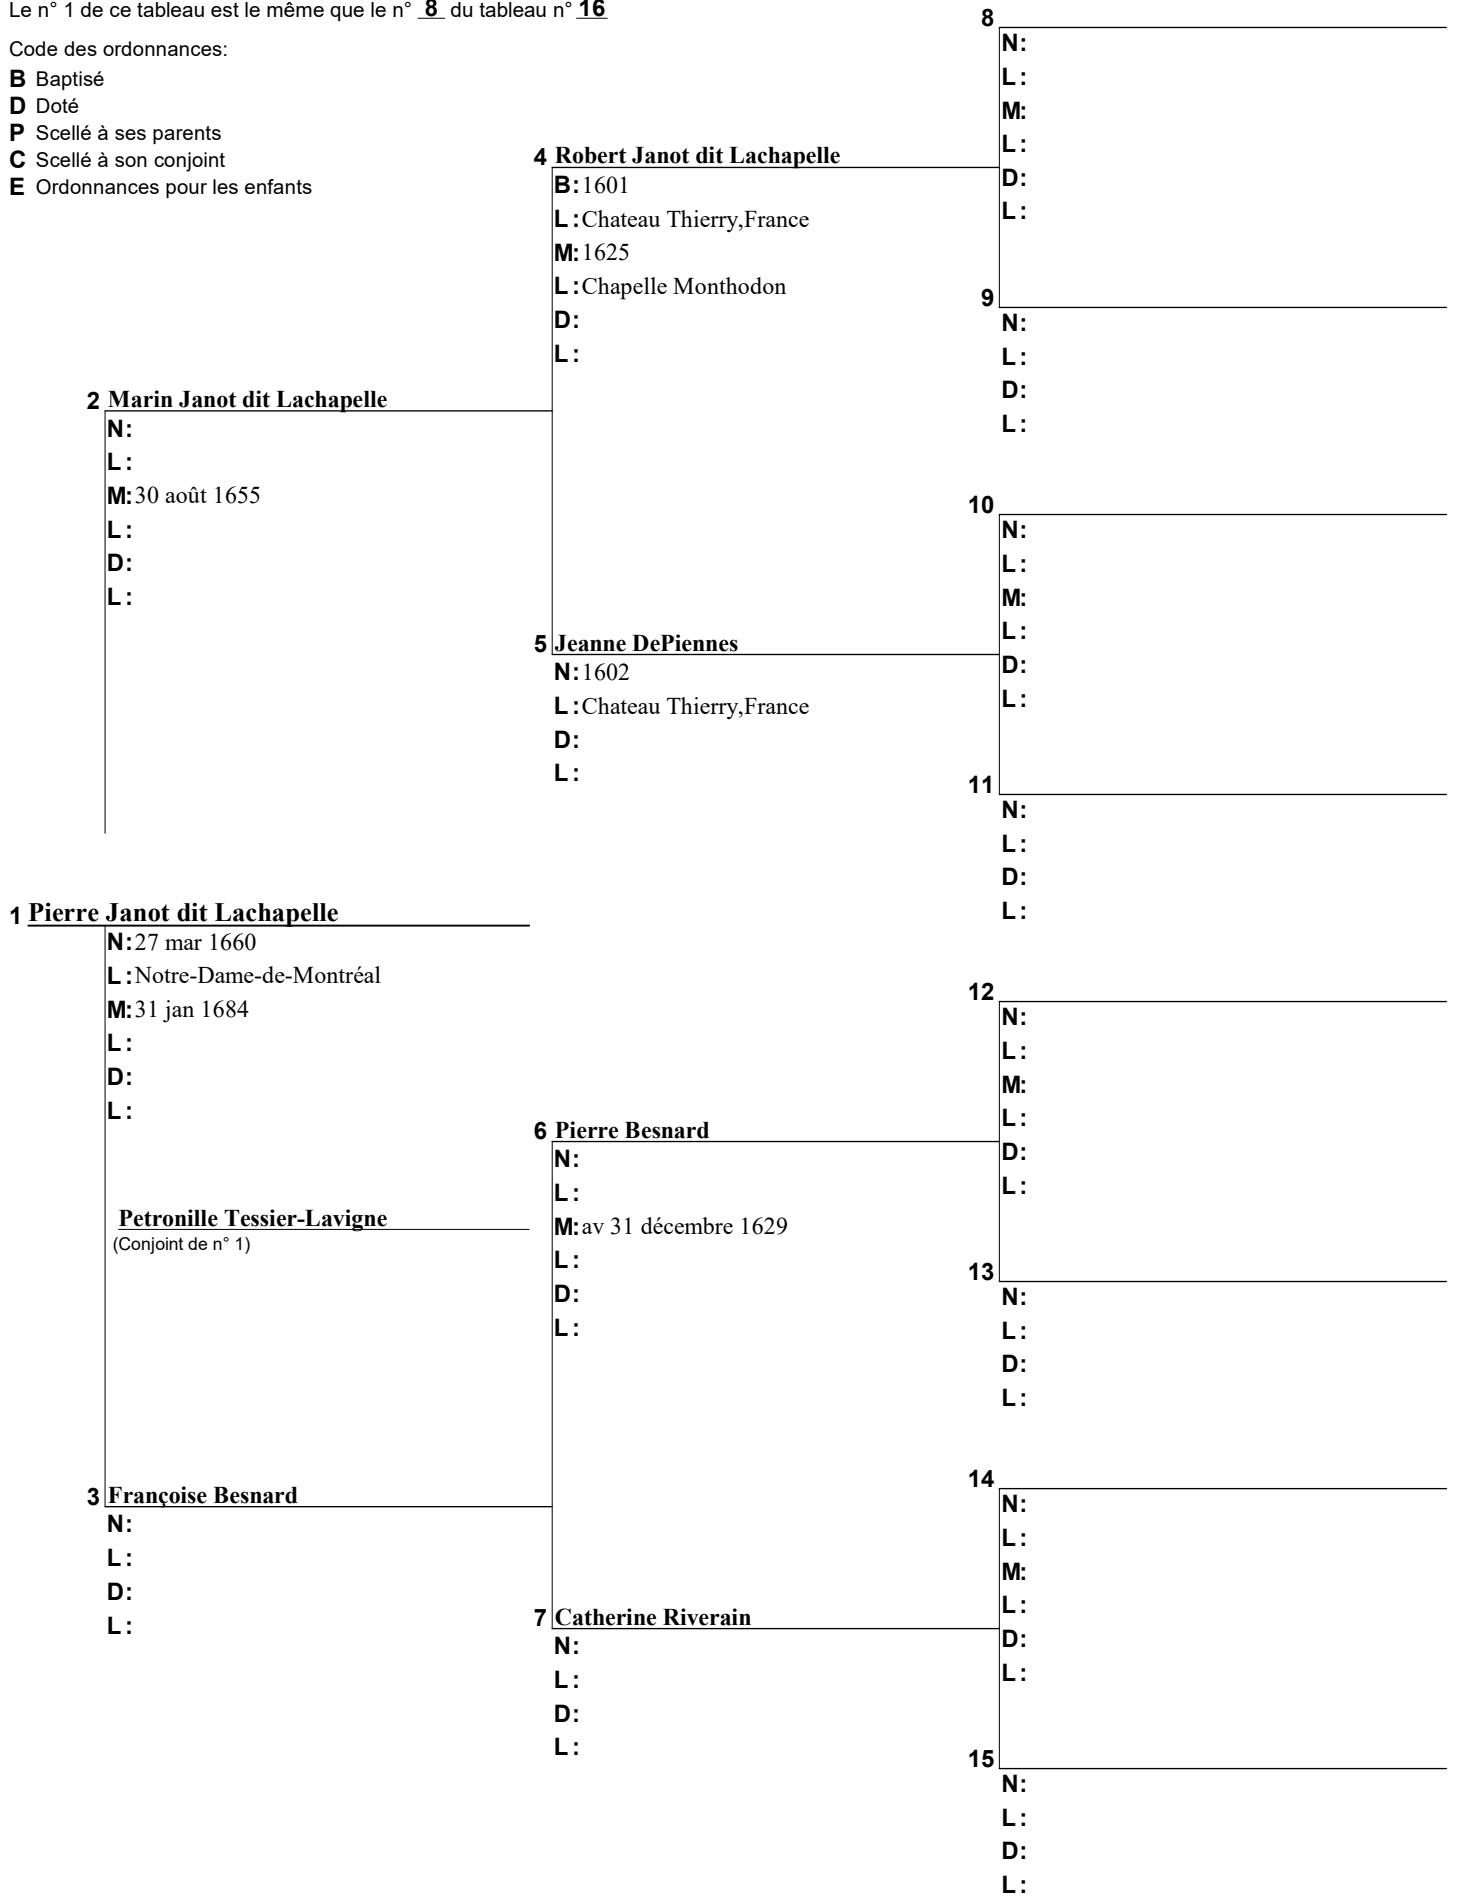 Le n° 1 de ce tableau est le même que le n° 8 du tableau n° 16
Code des ordonnances:
B Baptisé
D Doté
P Scellé à ses parents
C Scellé à son conjoint
E Ordonnances pour les enfants
8
N:
L:
M:
L:
D:
L:
4 Robert Janot dit Lachapelle
B: 1601
L: Chateau Thierry,France
M: 1625
L: Chapelle Monthodon
D:
L:
9
N:
L:
D:
L:
2 Marin Janot dit Lachapelle
N:
L:
M: 30 août 1655
L:
D:
L:
10
N:
L:
M:
L:
D:
L:
5 Jeanne DePiennes
N: 1602
L: Chateau Thierry,France
D:
L:
11
N:
L:
D:
L:
1 Pierre Janot dit Lachapelle
N: 27 mar 1660
L: Notre-Dame-de-Montréal
M: 31 jan 1684
L:
D:
L:
12
N:
L:
M:
L:
D:
L:
6 Pierre Besnard
N:
L:
M: av 31 décembre 1629
L:
D:
L:
Petronille Tessier-Lavigne
(Conjoint de n° 1)
13
N:
L:
D:
L:
3 Françoise Besnard
N:
L:
D:
L:
14
N:
L:
M:
L:
D:
L:
7 Catherine Riverain
N:
L:
D:
L:
15
N:
L:
D:
L: